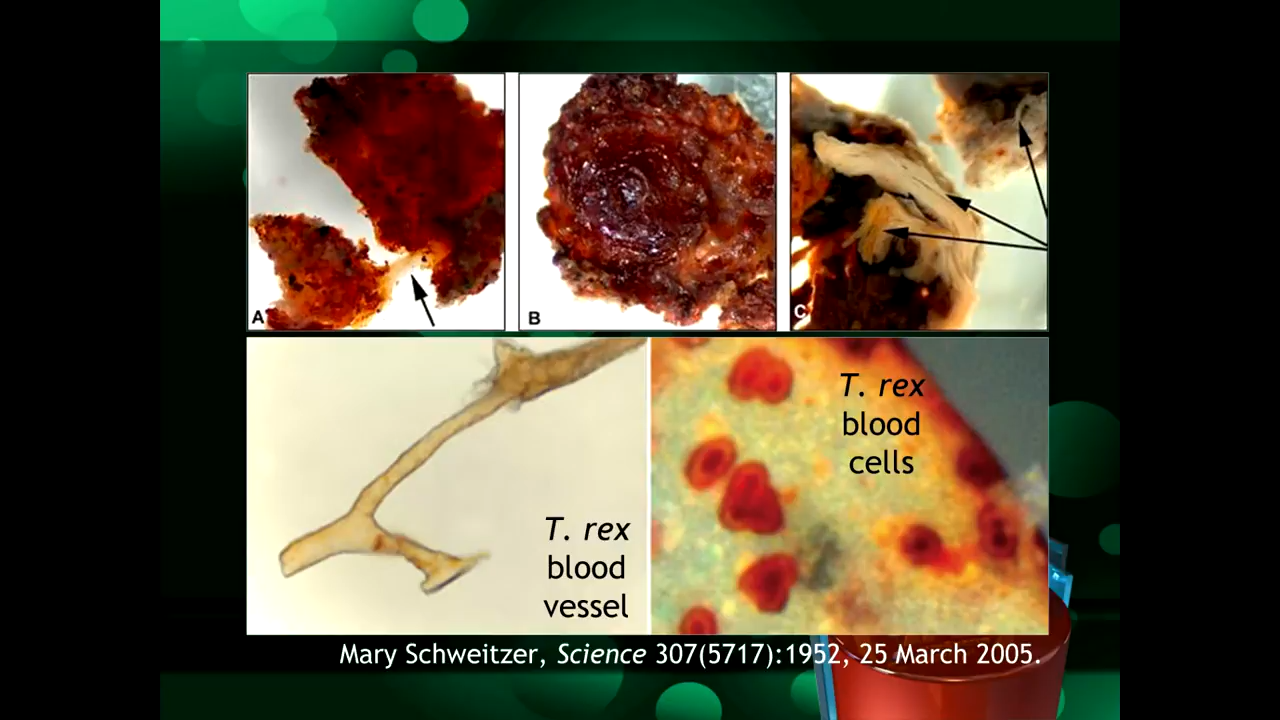 A
B
C
T. rex
blood
cells
T. rex
blood
vessel
Mary Schweitzer, Science 307(5717):1952, 25 March 2005.